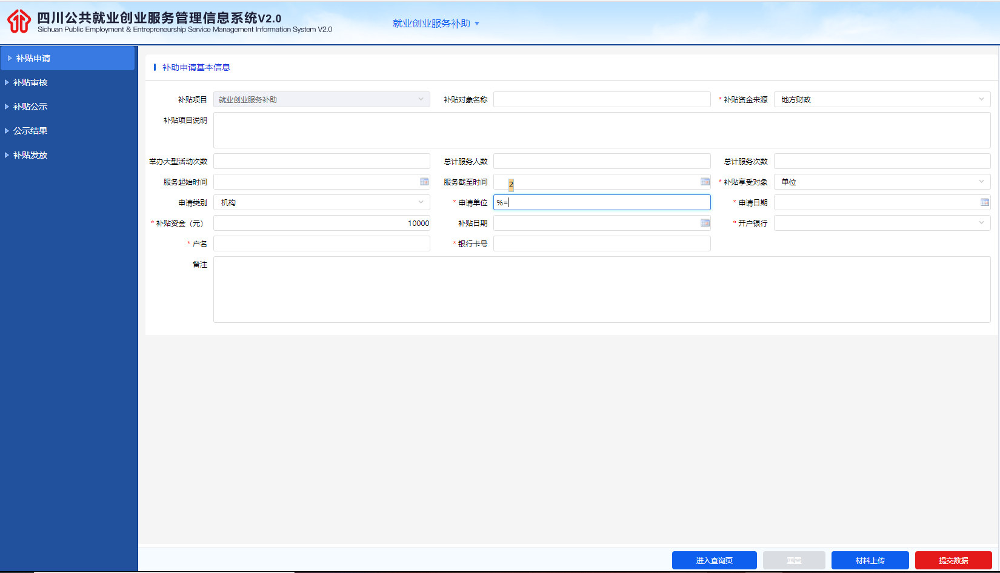 四川公共就业创业服务管理信息系统V2.0
Sichuan Public Employment & Entrepreneurship Service Management Information System V2.0
就业创业服务补助
补贴申请
补贴审核
补贴公示
公示结果
补贴发放
补助申请基本信息
补贴项目 就业创业服务补助 补贴对象名称 * 补贴资金来源 地方财政
补贴项目说明
举办大型活动次数 总计服务人数 总计服务次数
服务起始时间 服务截至时间 2 * 补贴享受对象 单位
申请类别 机构 * 申请单位 %= * 申请日期
* 补贴资金（元） 10000 补贴日期 * 开户银行
* 户名 * 银行卡号
备注
进入查询页 重置 材料上传 提交数据